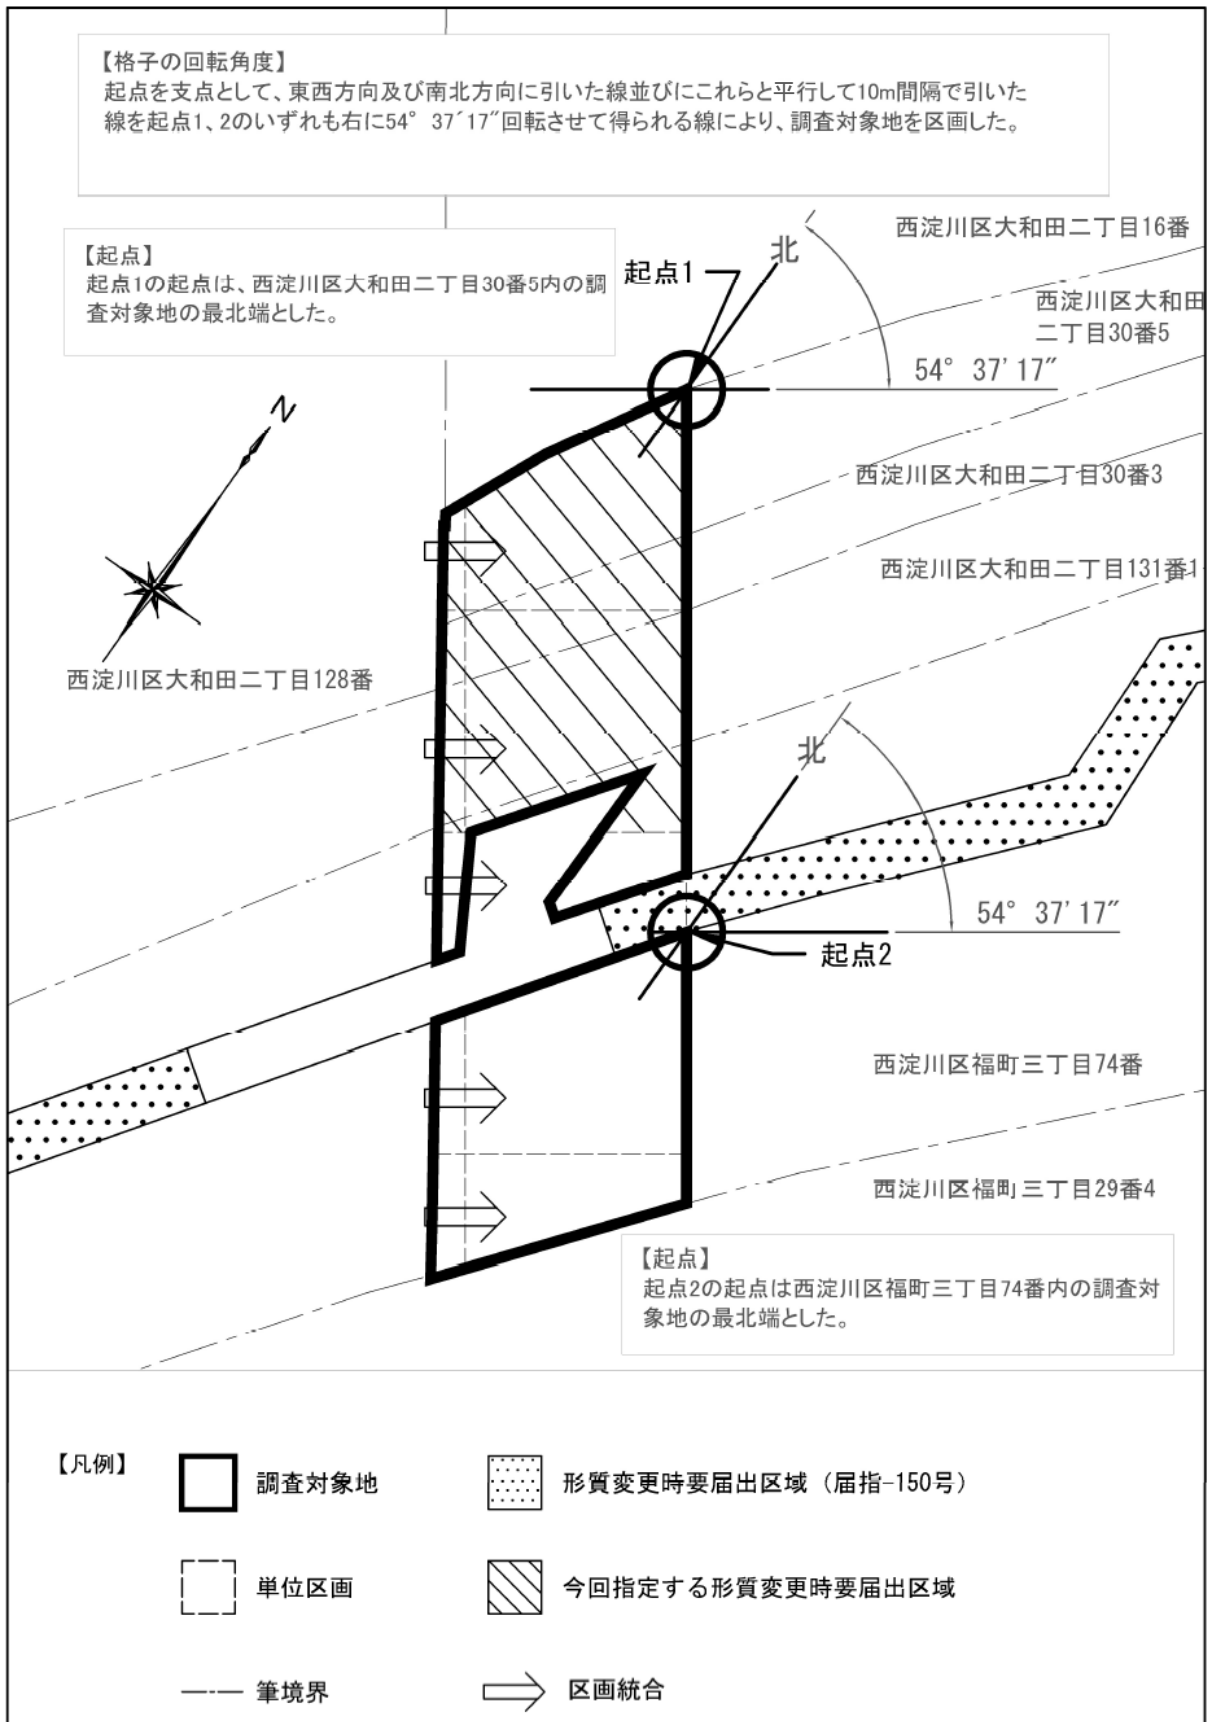 【格子の回転角度】
起点を支点として、東西方向及び南北方向に引いた線並びにこれらと平行して10m間隔で引いた
線を起点1、2のいずれも右に54°37′17″回転させて得られる線により、調査対象地を区画した。
西淀川区大和田二丁目16番
【起点】
起点1の起点は、西淀川区大和田二丁目30番5内の調
査対象地の最北端とした。
起点1
北
西淀川区大和田
二丁目30番5
54°37′17″
N
西淀川区大和田二丁目30番3
西淀川区大和田二丁目131番1
西淀川区大和田二丁目128番
北
54°37′17″
起点2
西淀川区福町三丁目74番
西淀川区福町三丁目29番4
【起点】
起点2の起点は西淀川区福町三丁目74番内の調査対
象地の最北端とした。
【凡例】
調査対象地
形質変更時要届出区域（届指-150号）
単位区画
今回指定する形質変更時要届出区域
筆境界
区画統合